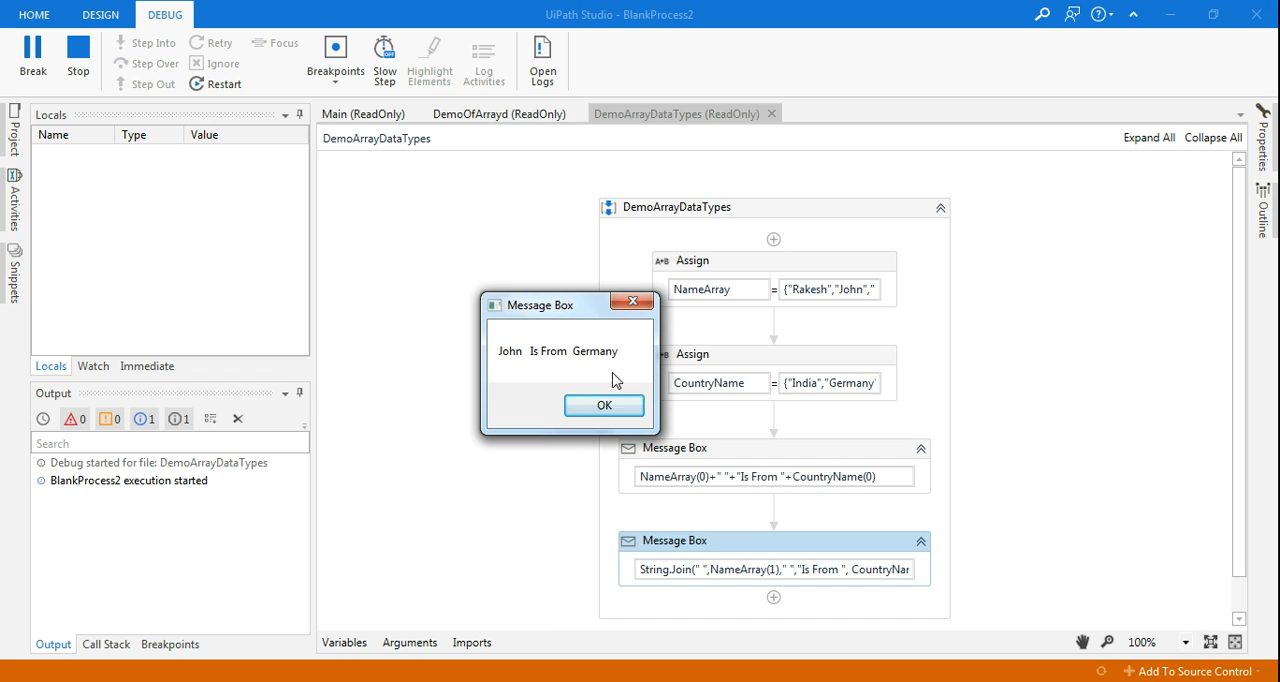 HOME DESIGN DEBUG UiPath Studio - BlankProcess2
Break Stop Step Into Step Over Step Out Retry Ignore Restart Focus Breakpoints Slow Step Highlight Elements Log Activities Open Logs
Project
Activities
Snippets
Locals
Name Type Value
Locals Watch Immediate
Output
0 0 1 1
Search
Debug started for file: DemoArrayDataTypes
BlankProcess2 execution started
Output Call Stack Breakpoints
Main (ReadOnly) DemoOfArrayd (ReadOnly) DemoArrayDataTypes (ReadOnly)
DemoArrayDataTypes Expand All Collapse All
DemoArrayDataTypes
A+B Assign
NameArray = {"Rakesh","John","
Assign
CountryName = {"India","Germany"
Message Box
NameArray(0)+" "+"Is From "+CountryName(0)
Message Box
String.Join(" ",NameArray(1)," ","Is From ", CountryNar
Message Box
John Is From Germany
OK
Variables Arguments Imports 100%
Properties
Outline
Add To Source Control